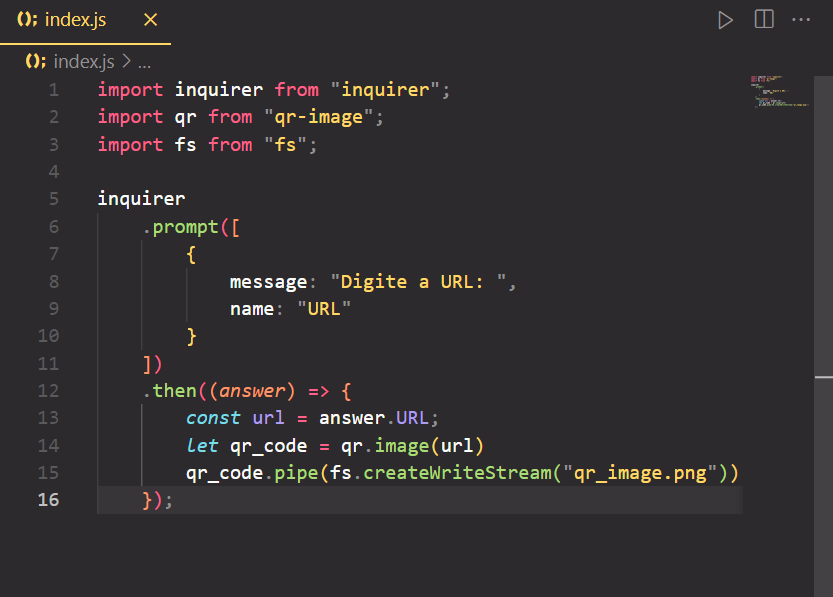 index.js
index.js > ...
1 import inquirer from "inquirer";
2 import qr from "qr-image";
3 import fs from "fs";
4
5 inquirer
6     .prompt([
7         {
8             message: "Digite a URL: ",
9             name: "URL"
10         }
11     ])
12     .then((answer) => {
13         const url = answer.URL;
14         let qr_code = qr.image(url)
15         qr_code.pipe(fs.createWriteStream("qr_image.png"))
16     });